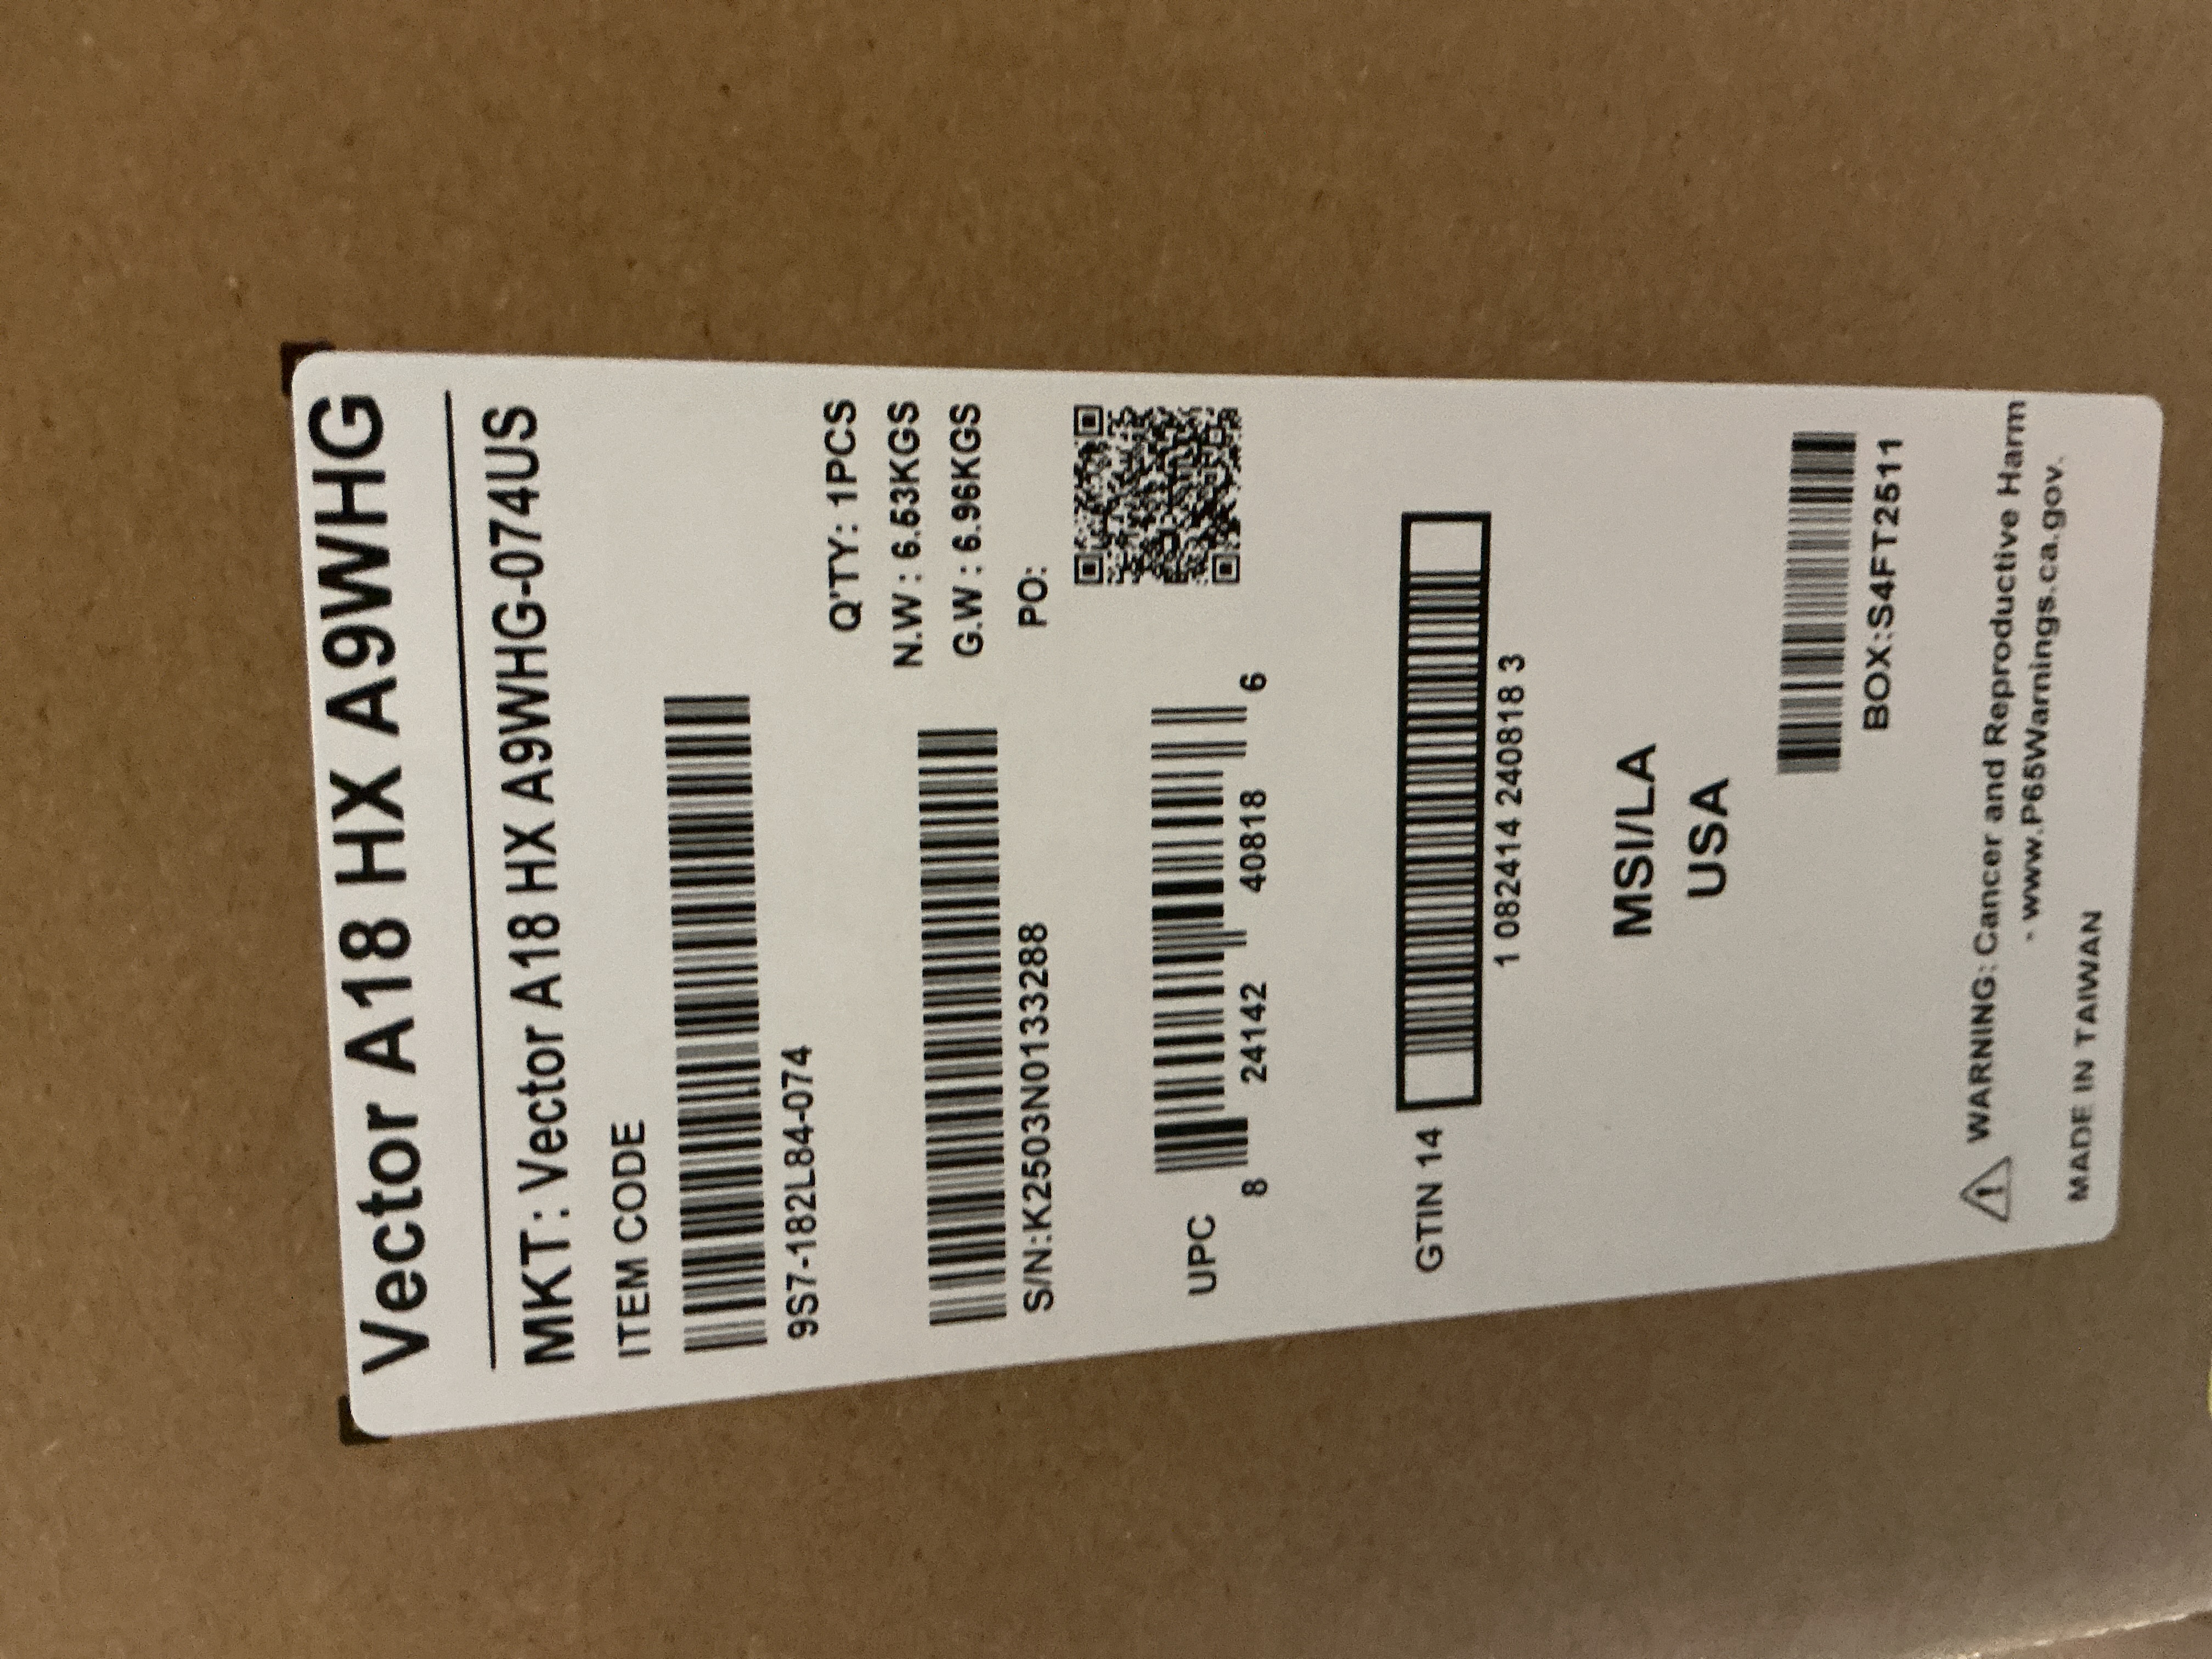 Vector A18 HX A9WHG
MKT: Vector A18 HX A9WHG-074US
ITEM CODE
9S7-182L84-074
Q'TY: 1PCS
N.W : 6.53KGS
G.W : 6.96KGS
S/N:K2503N0133288
PO:
UPC
8 24142 40818 6
GTIN 14
1 0824142 40818 3
MSI/LA
USA
BOX:S4FT2511
WARNING: Cancer and Reproductive Harm
- www.P65Warnings.ca.gov.
MADE IN TAIWAN